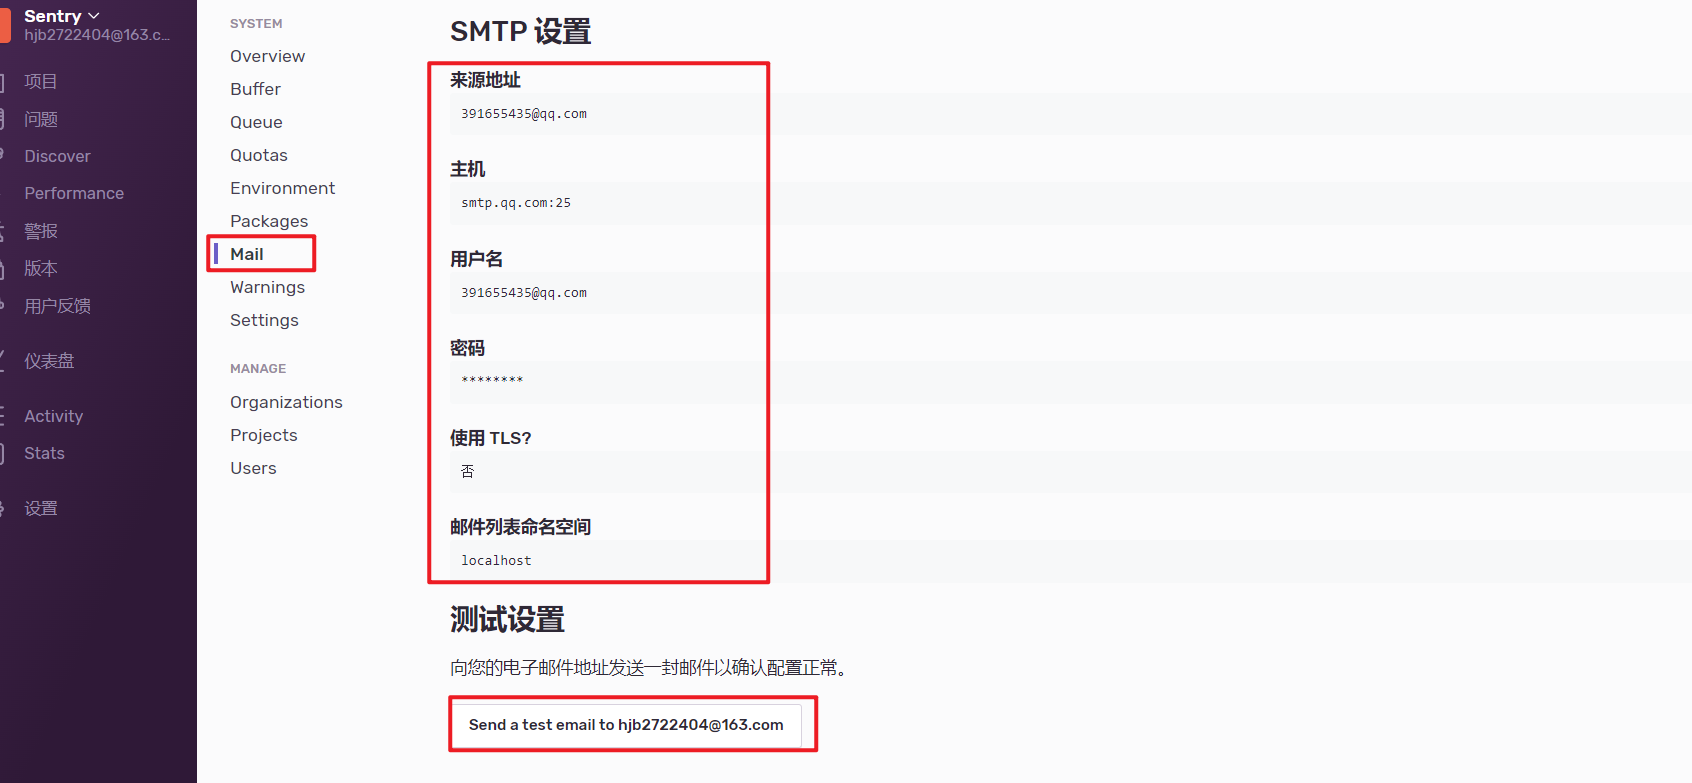 Sentry
hjb2722404@163.c...
项目
问题
Discover
Performance
警报
版本
用户反馈
仪表盘
Activity
Stats
设置
SYSTEM
Overview
Buffer
Queue
Quotas
Environment
Packages
Mail
Warnings
Settings
MANAGE
Organizations
Projects
Users
SMTP 设置
来源地址
391655435@qq.com
主机
smtp.qq.com:25
用户名
391655435@qq.com
密码
********
使用 TLS?
否
邮件列表命名空间
localhost
测试设置
向您的电子邮件地址发送一封邮件以确认配置正常。
Send a test email to hjb2722404@163.com